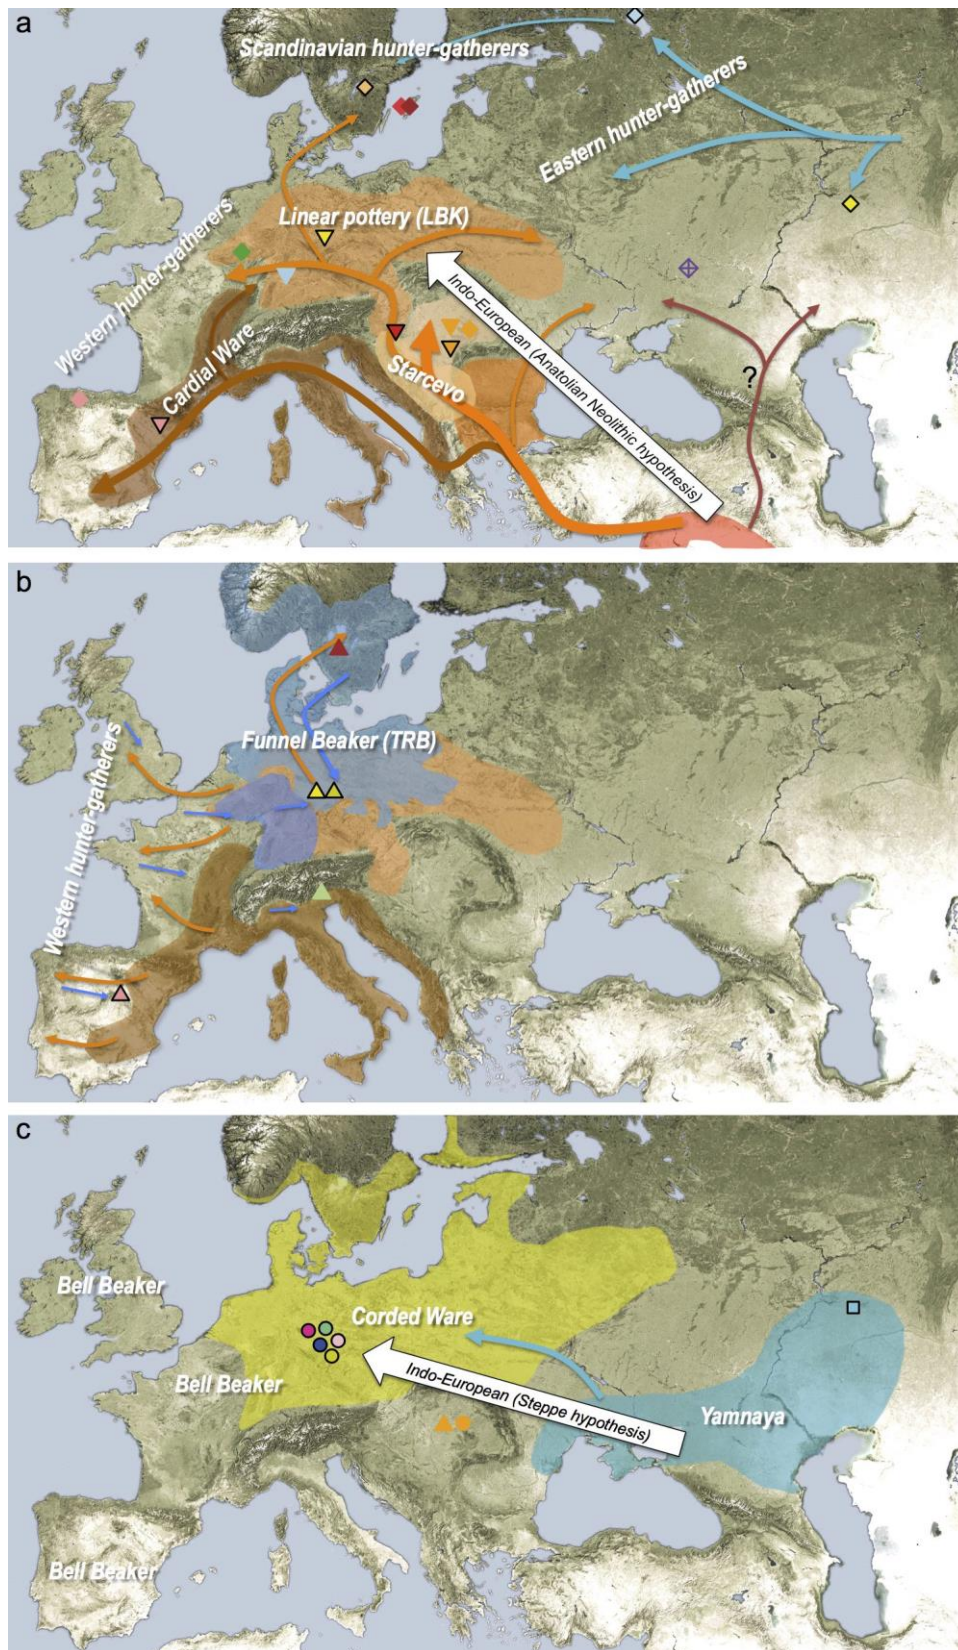 a
Scandinavian hunter-gatherers
Eastern hunter-gatherers
Linear pottery (LBK)
Western hunter-gatherers
Indo-European (Anatolian Neolithic hypothesis)
Cardial Ware
Starcevo
?
b
Funnel Beaker (TRB)
Western hunter-gatherers
c
Bell Beaker
Corded Ware
Bell Beaker
Indo-European (Steppe hypothesis)
Yamnaya
Bell Beaker